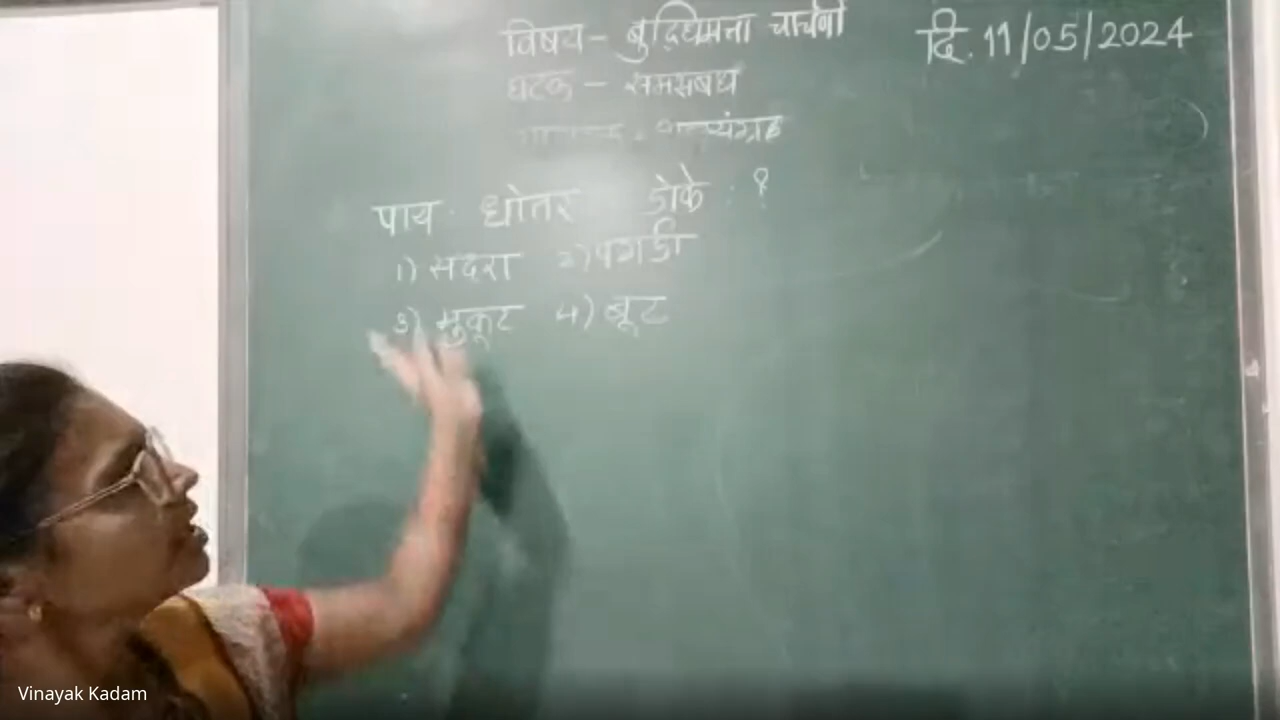 विषय - बुद्धिमत्ता चाचणी
दि. 11/05/2024
घटक - समसंबंध
पाय : धोतर डोके : ?
1) सदरा 2) पगडी
3) मुकूट 4) बूट
Vinayak Kadam